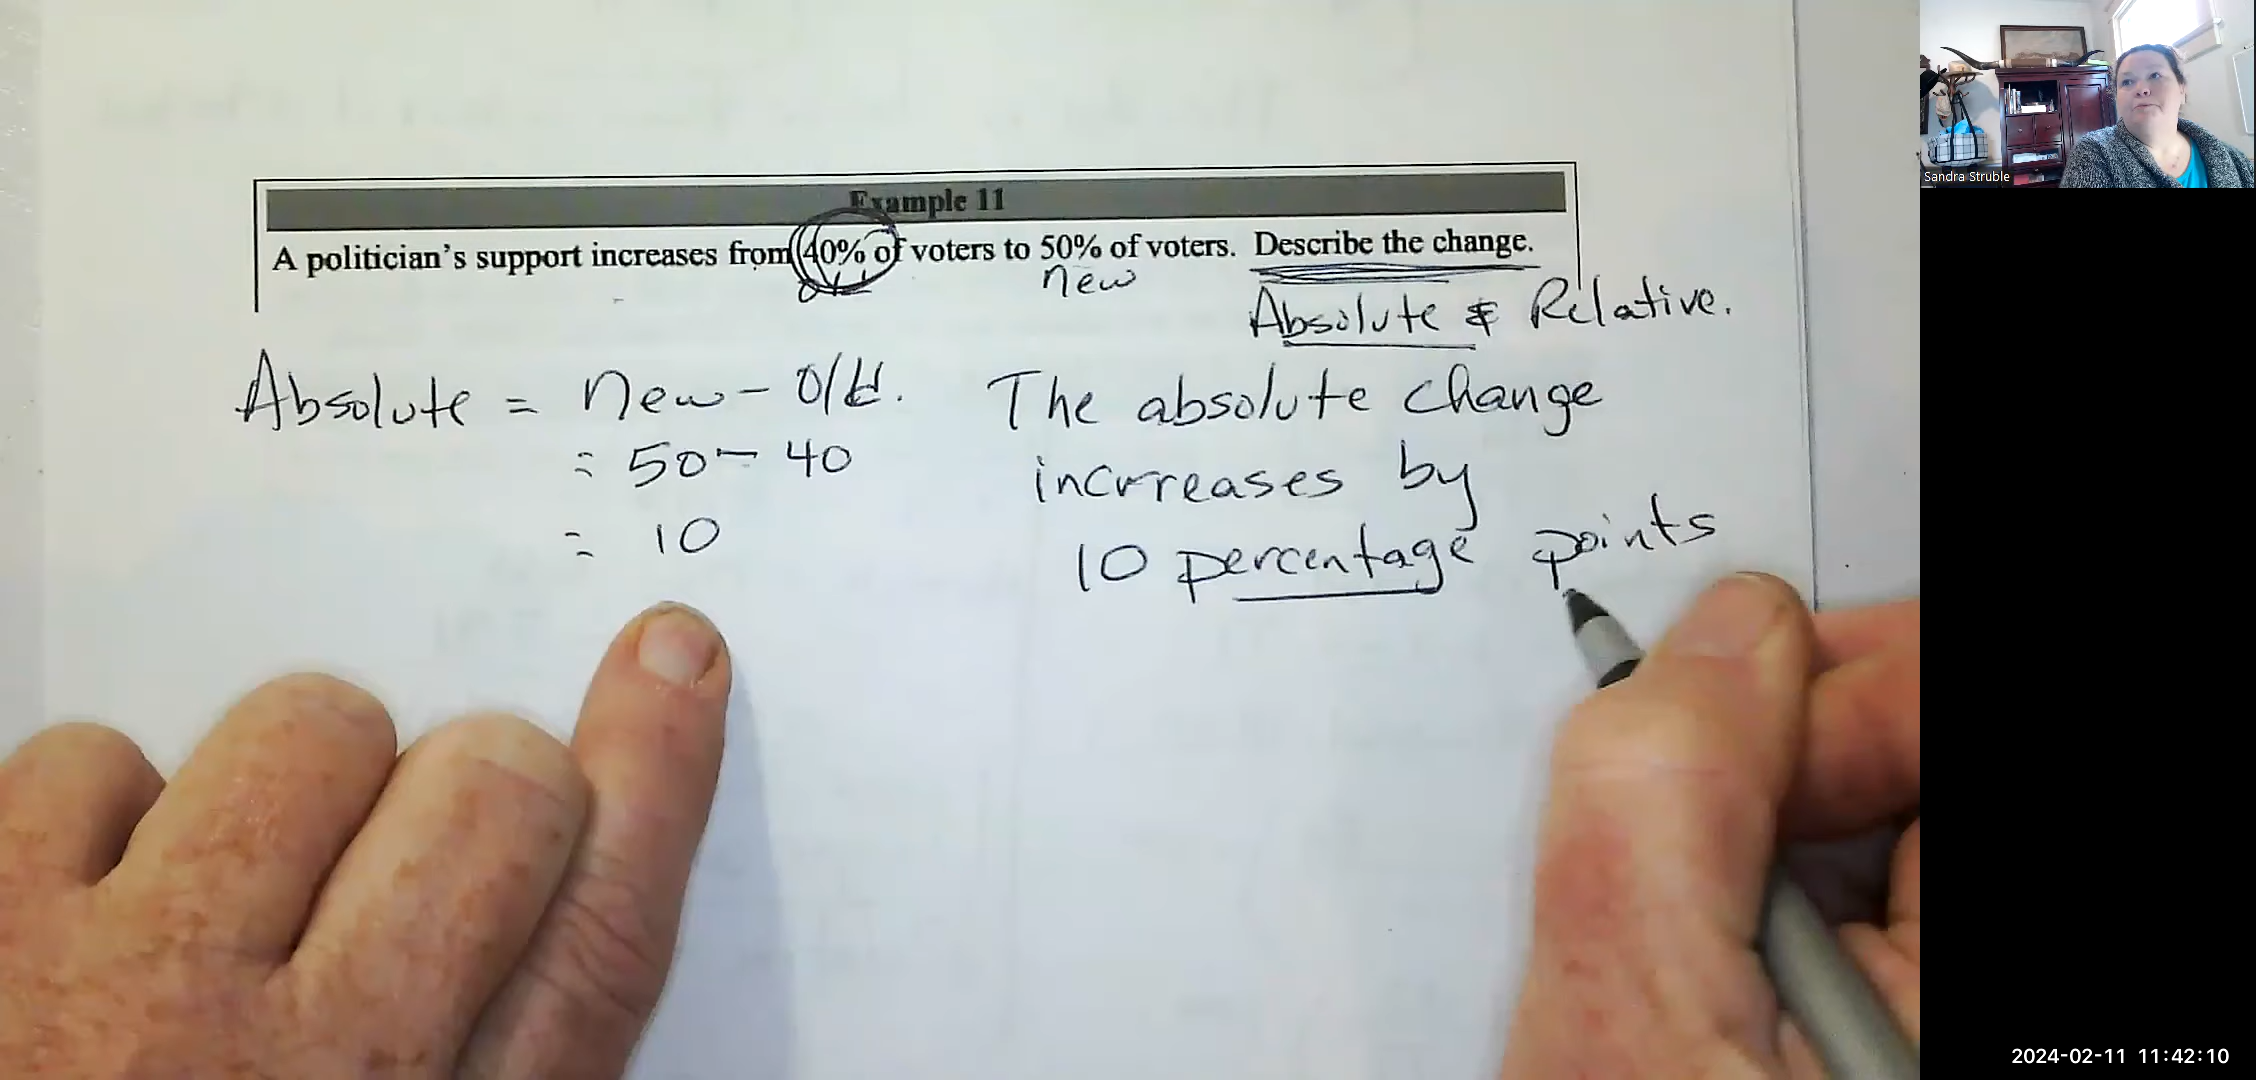 Example 11
A politician's support increases from 40% of voters to 50% of voters. Describe the change.
old new
Absolute & Relative.
Absolute = new - old.
= 50 - 40
= 10
The absolute change
incrreases by
10 percentage points
Sandra Struble
2024-02-11 11:42:10